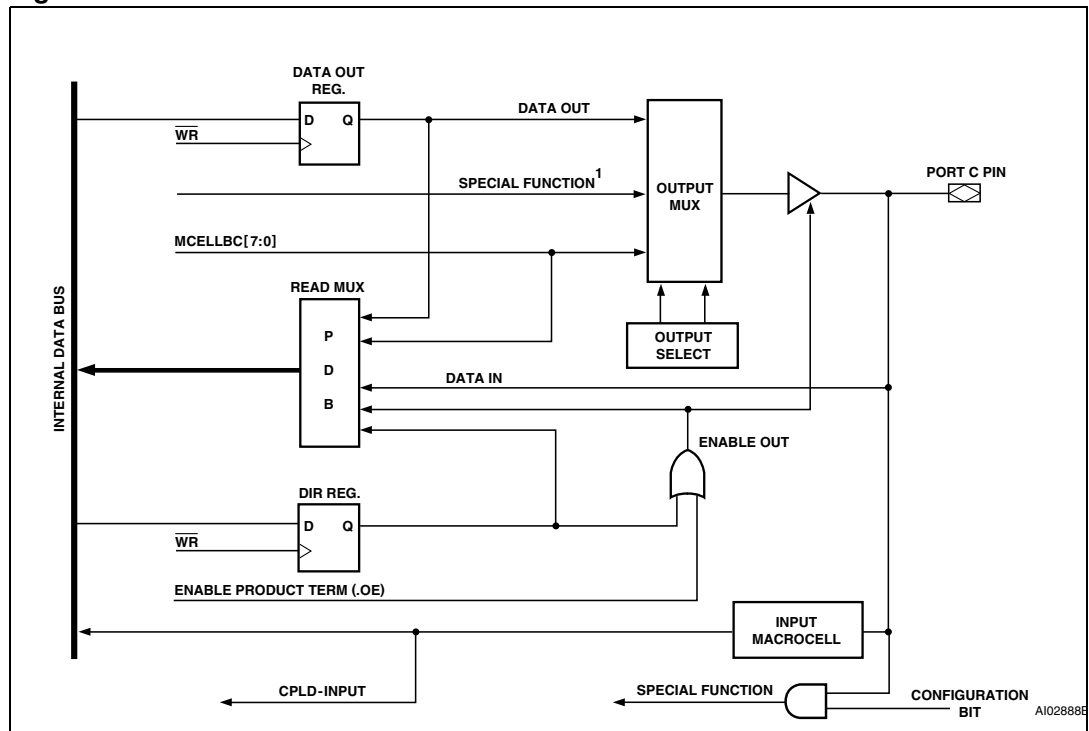 DATA OUT
REG.
D Q
WR
DATA OUT
SPECIAL FUNCTION1
OUTPUT
MUX
PORT C PIN
MCELLBC[7:0]
READ MUX
P
D
B
OUTPUT
SELECT
INTERNAL DATA BUS
DATA IN
ENABLE OUT
DIR REG.
D Q
WR
ENABLE PRODUCT TERM (.OE)
INPUT
MACROCELL
CPLD-INPUT
SPECIAL FUNCTION
CONFIGURATION
BIT